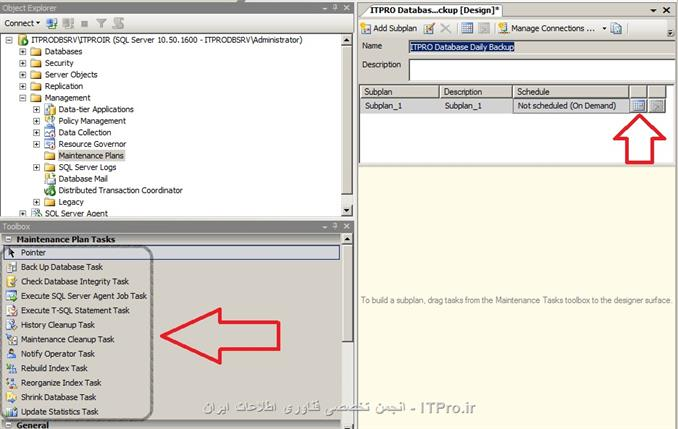 Object Explorer
Connect
ITPRODBSRV\ITPROIR (SQL Server 10.50.1600 - ITPRODBSRV\Administrator)
Databases
Security
Server Objects
Replication
Management
Data-tier Applications
Policy Management
Data Collection
Resource Governor
Maintenance Plans
SQL Server Logs
Database Mail
Distributed Transaction Coordinator
Legacy
SQL Server Agent
Toolbox
Maintenance Plan Tasks
Pointer
Back Up Database Task
Check Database Integrity Task
Execute SQL Server Agent Job Task
Execute T-SQL Statement Task
History Cleanup Task
Maintenance Cleanup Task
Notify Operator Task
Rebuild Index Task
Reorganize Index Task
Shrink Database Task
Update Statistics Task
General
ITPRO Databas...ckup [Design]*
Add Subplan
Manage Connections ...
Name
ITPRO Database Daily Backup
Description
Subplan Description Schedule
Subplan_1 Subplan_1 Not scheduled (On Demand)
To build a subplan, drag tasks from the Maintenance Tasks toolbox to the designer surface.
ITPro.ir - انجمن تخصصی فناوری اطلاعات ایران